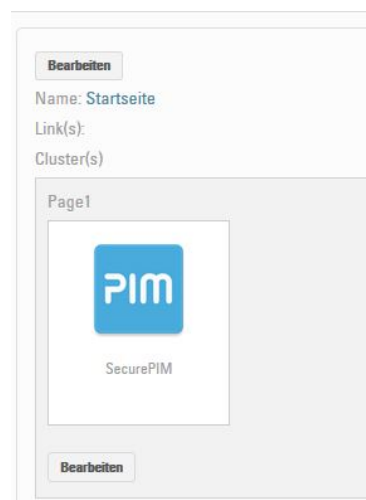 Bearbeiten
Name: Startseite
Link(s):
Cluster(s)
Page1
PIM
SecurePIM
Bearbeiten